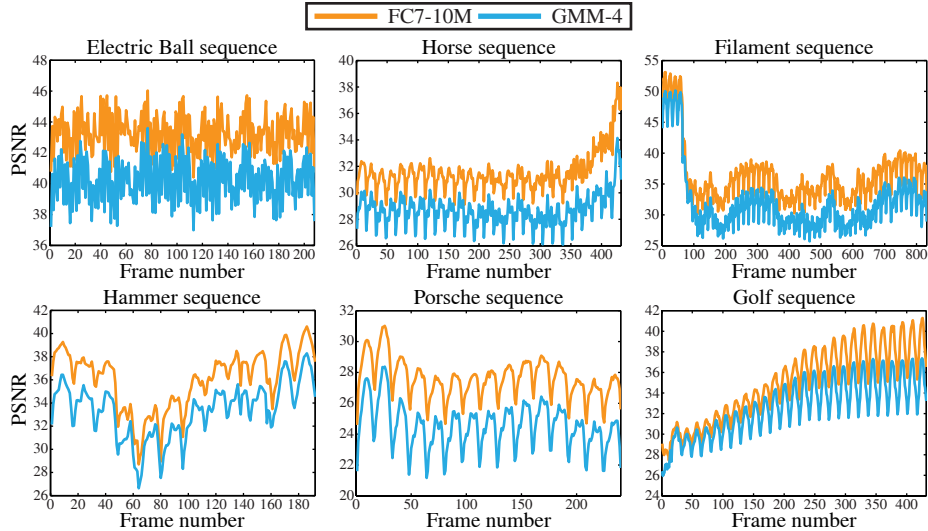 FC7-10M GMM-4
Electric Ball sequence Horse sequence Filament sequence
PSNR
48
46
44
42
40
38
36
0 20 40 60 80 100 120 140 160 180 200
Frame number
40
38
36
34
32
30
28
26
0 100 200 300 400
Frame number
55
50
45
40
35
30
25
0 100 200 300 400 500 600 700 800
Frame number
Hammer sequence Porsche sequence Golf sequence
PSNR
42
40
38
36
34
32
30
28
26
0 20 40 60 80 100 120 140 160 180
Frame number
32
30
28
26
24
22
20
0 50 100 150 200
Frame number
42
40
38
36
34
32
30
28
26
24
0 50 100 150 200 250 300 350 400
Frame number